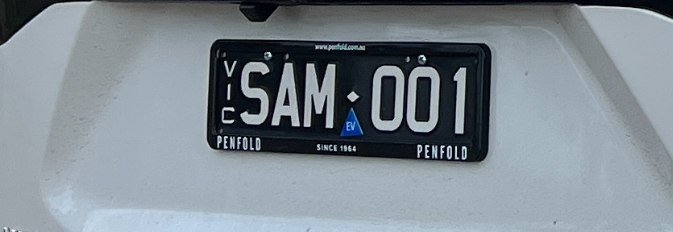 www.penfold.com.au
VIC SAM 001
EV
PENFOLD SINCE 1964 PENFOLD